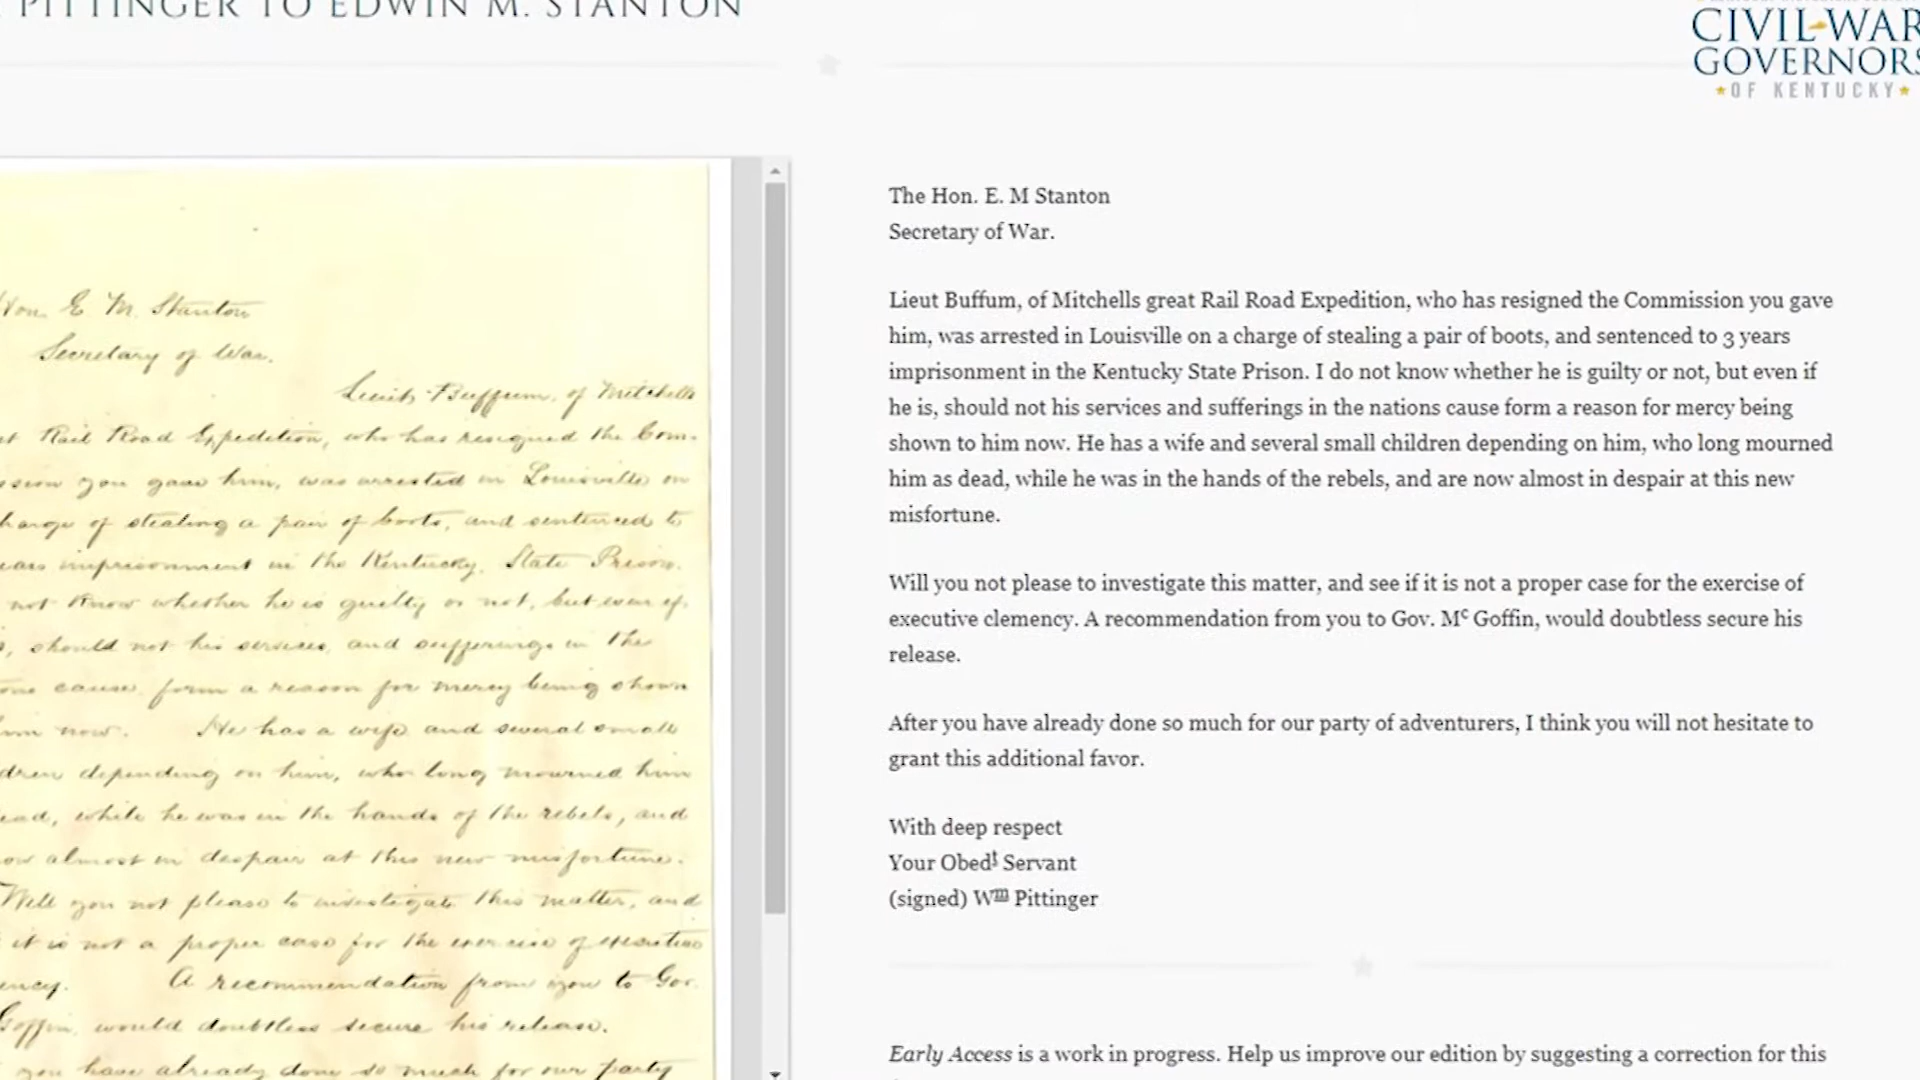 PITTINGER TO EDWIN M. STANTON
CIVIL WAR
GOVERNORS
OF KENTUCKY
Hon. E. M. Stanton
Secretary of War.
Lieut Buffum, of Mitchells
Rail Road Expedition, who has resigned the Com-
you gave him, was arrested in Louisville on
charge of stealing a pair of boots, and sentenced to
imprisonment in the Kentucky. State Prison.
not know whether he is guilty or not, but even if
should not his services, and sufferings in the
cause, form a reason for mercy being shown
him now. He has a wife and several small
depending on him, who long mourned him
while he was in the hands of the rebels, and
almost in despair at this new misfortune.
Will you not please to investigate this matter, and
it is not a proper case for the exercise of executive
A recommendation from you to Gov.
Goffin, would doubtless secure his release.
you have already done so much for our party
The Hon. E. M Stanton
Secretary of War.
Lieut Buffum, of Mitchells great Rail Road Expedition, who has resigned the Commission you gave
him, was arrested in Louisville on a charge of stealing a pair of boots, and sentenced to 3 years
imprisonment in the Kentucky State Prison. I do not know whether he is guilty or not, but even if
he is, should not his services and sufferings in the nations cause form a reason for mercy being
shown to him now. He has a wife and several small children depending on him, who long mourned
him as dead, while he was in the hands of the rebels, and are now almost in despair at this new
misfortune.
Will you not please to investigate this matter, and see if it is not a proper case for the exercise of
executive clemency. A recommendation from you to Gov. Mc Goffin, would doubtless secure his
release.
After you have already done so much for our party of adventurers, I think you will not hesitate to
grant this additional favor.
With deep respect
Your Obedt Servant
(signed) Wm Pittinger
Early Access is a work in progress. Help us improve our edition by suggesting a correction for this